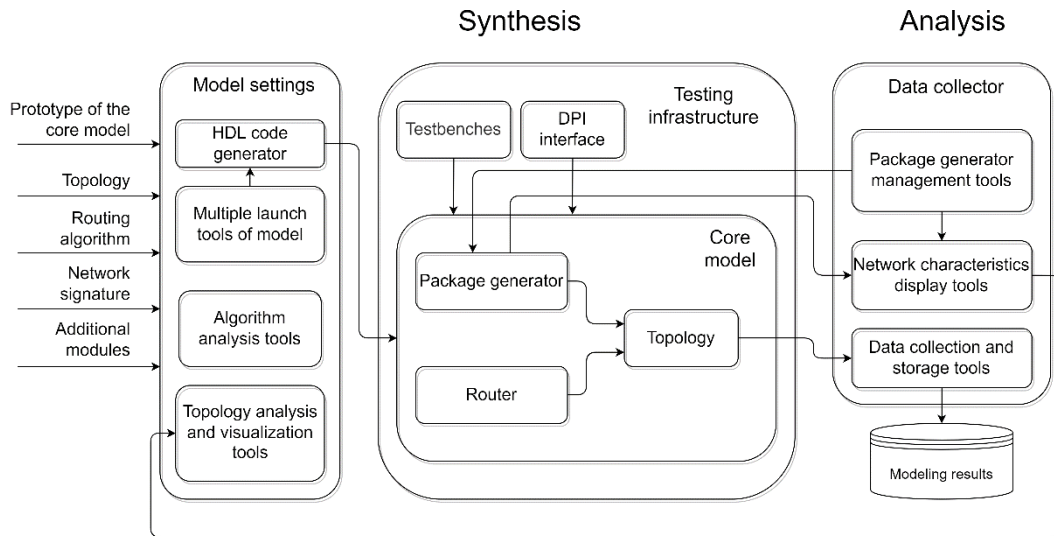 Synthesis
Analysis
Prototype of the
core model
Topology
Routing
algorithm
Network
signature
Additional
modules
Model settings
HDL code
generator
Multiple launch
tools of model
Algorithm
analysis tools
Topology analysis
and visualization
tools
Testing
infrastructure
Testbenches
DPI
interface
Core
model
Package generator
Router
Topology
Data collector
Package generator
management tools
Network characteristics
display tools
Data collection and
storage tools
Modeling results